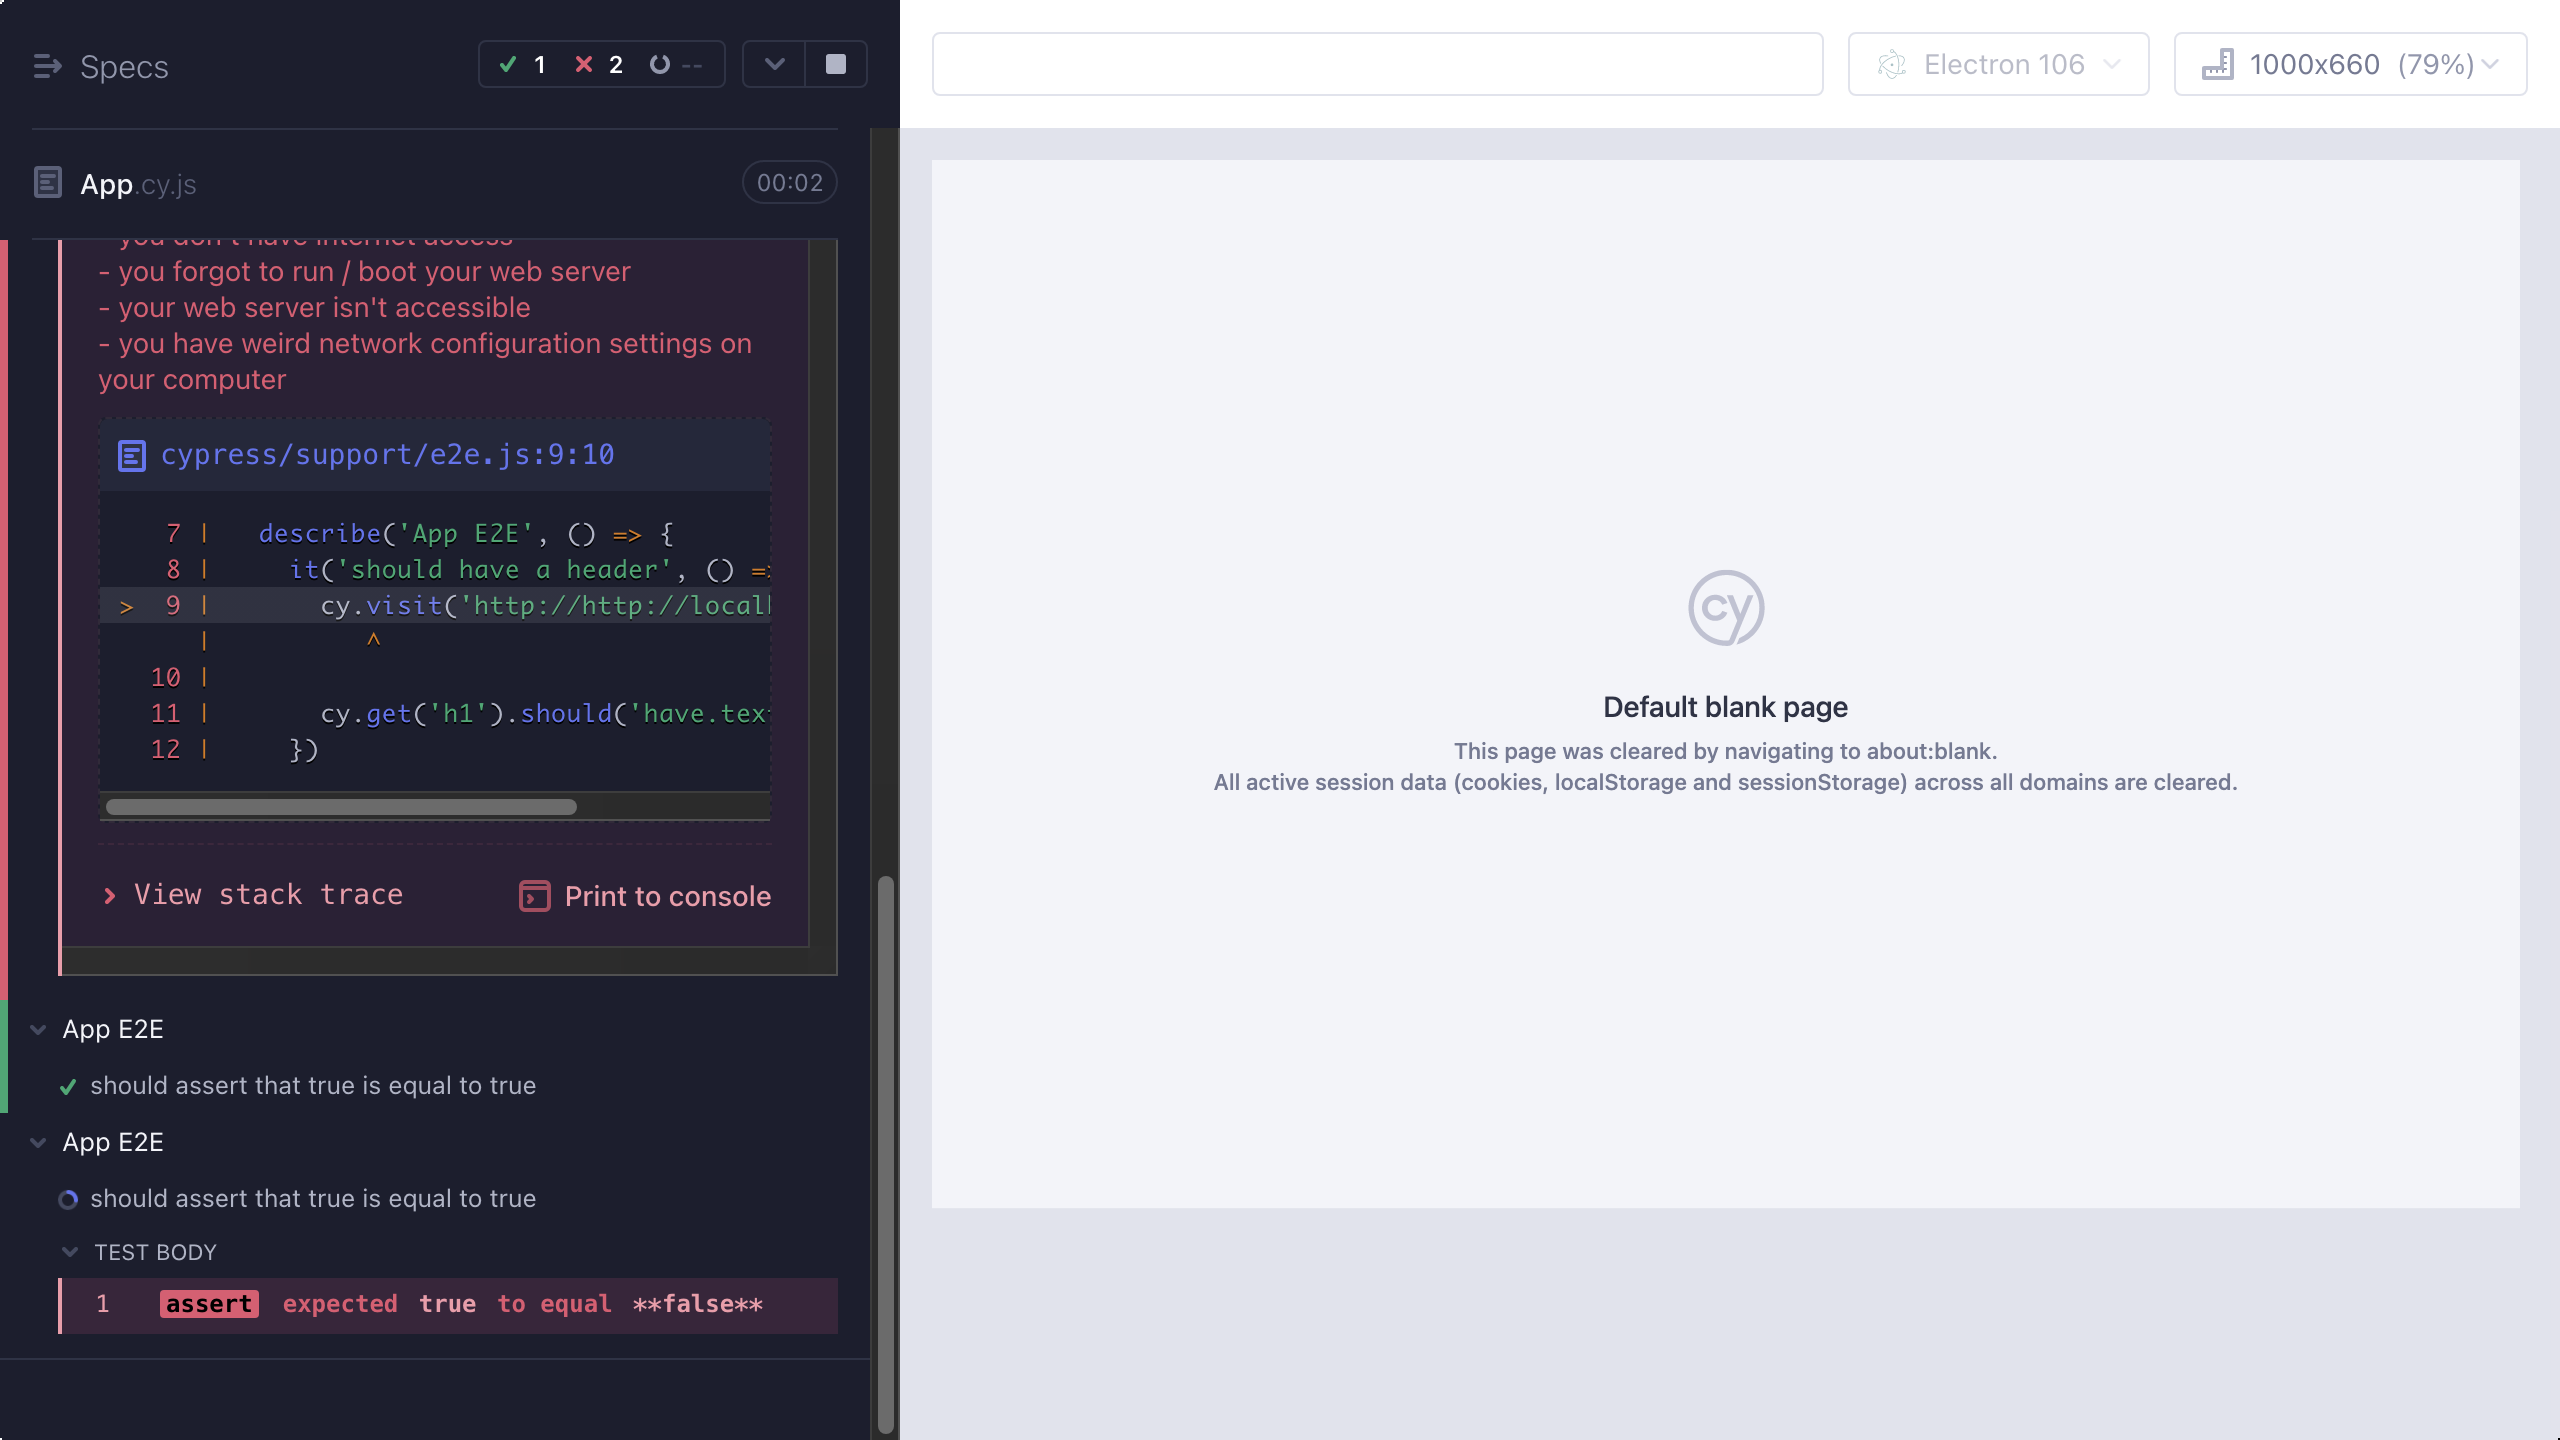 Specs
1
2
--
App.cy.js
00:02
- you don't have internet access
- you forgot to run / boot your web server
- your web server isn't accessible
- you have weird network configuration settings on
your computer
cypress/support/e2e.js:9:10
7 | describe('App E2E', () => {
8 | it('should have a header', () =>
> 9 | cy.visit('http://http://local
| ^
10 |
11 | cy.get('h1').should('have.tex
12 | })
View stack trace
Print to console
App E2E
should assert that true is equal to true
App E2E
should assert that true is equal to true
TEST BODY
1 assert expected true to equal **false**
Electron 106
1000x660 (79%)
cy
Default blank page
This page was cleared by navigating to about:blank.
All active session data (cookies, localStorage and sessionStorage) across all domains are cleared.